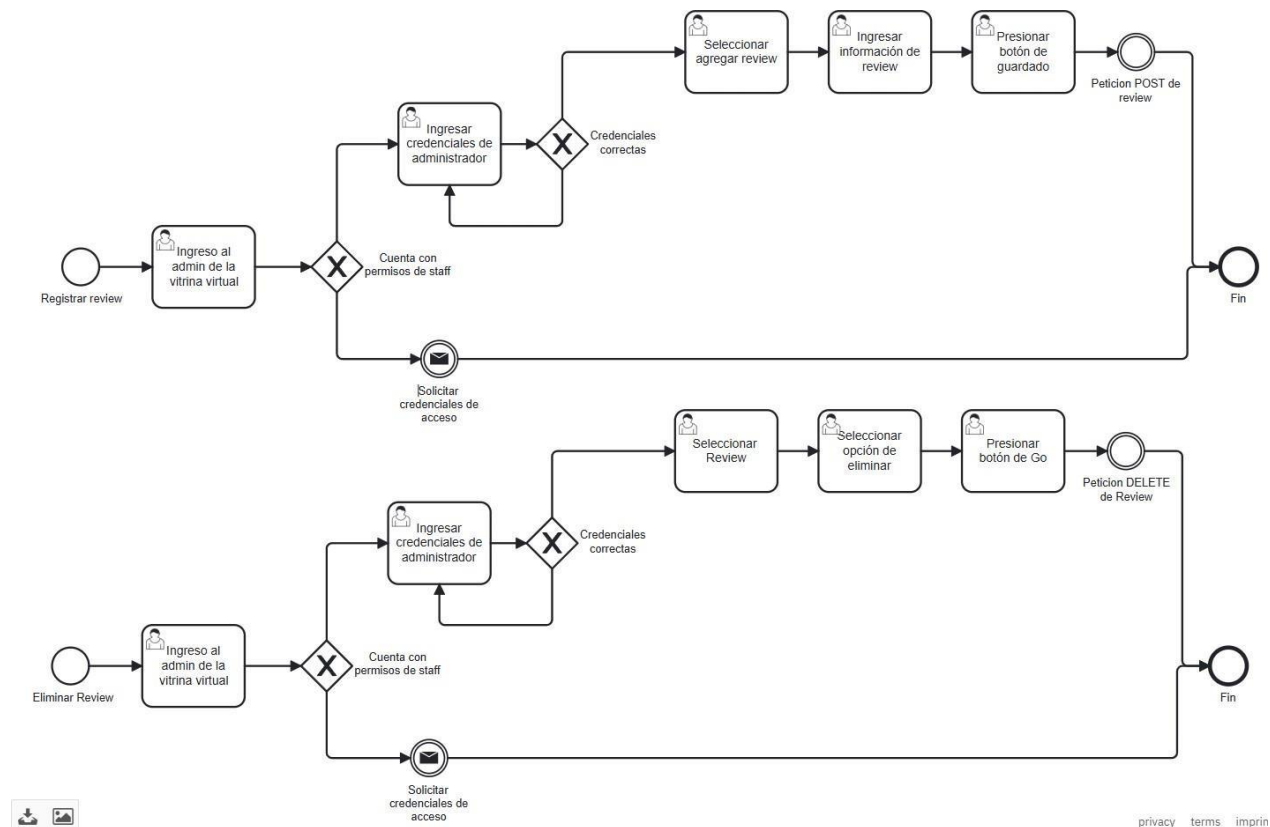 Seleccionar
agregar review
Ingresar
información de
review
Presionar
botón de
guardado
Peticion POST de
review
Ingresar
credenciales de
administrador
Credenciales
correctas
Ingreso al
admin de la
vitrina virtual
Cuenta con
permisos de staff
Registrar review
Fin
Solicitar
credenciales de
acceso
Seleccionar
Review
Seleccionar
opción de
eliminar
Presionar
botón de Go
Peticion DELETE
de Review
Ingresar
credenciales de
administrador
Credenciales
correctas
Ingreso al
admin de la
vitrina virtual
Cuenta con
permisos de staff
Eliminar Review
Fin
Solicitar
credenciales de
acceso
privacy terms imprin